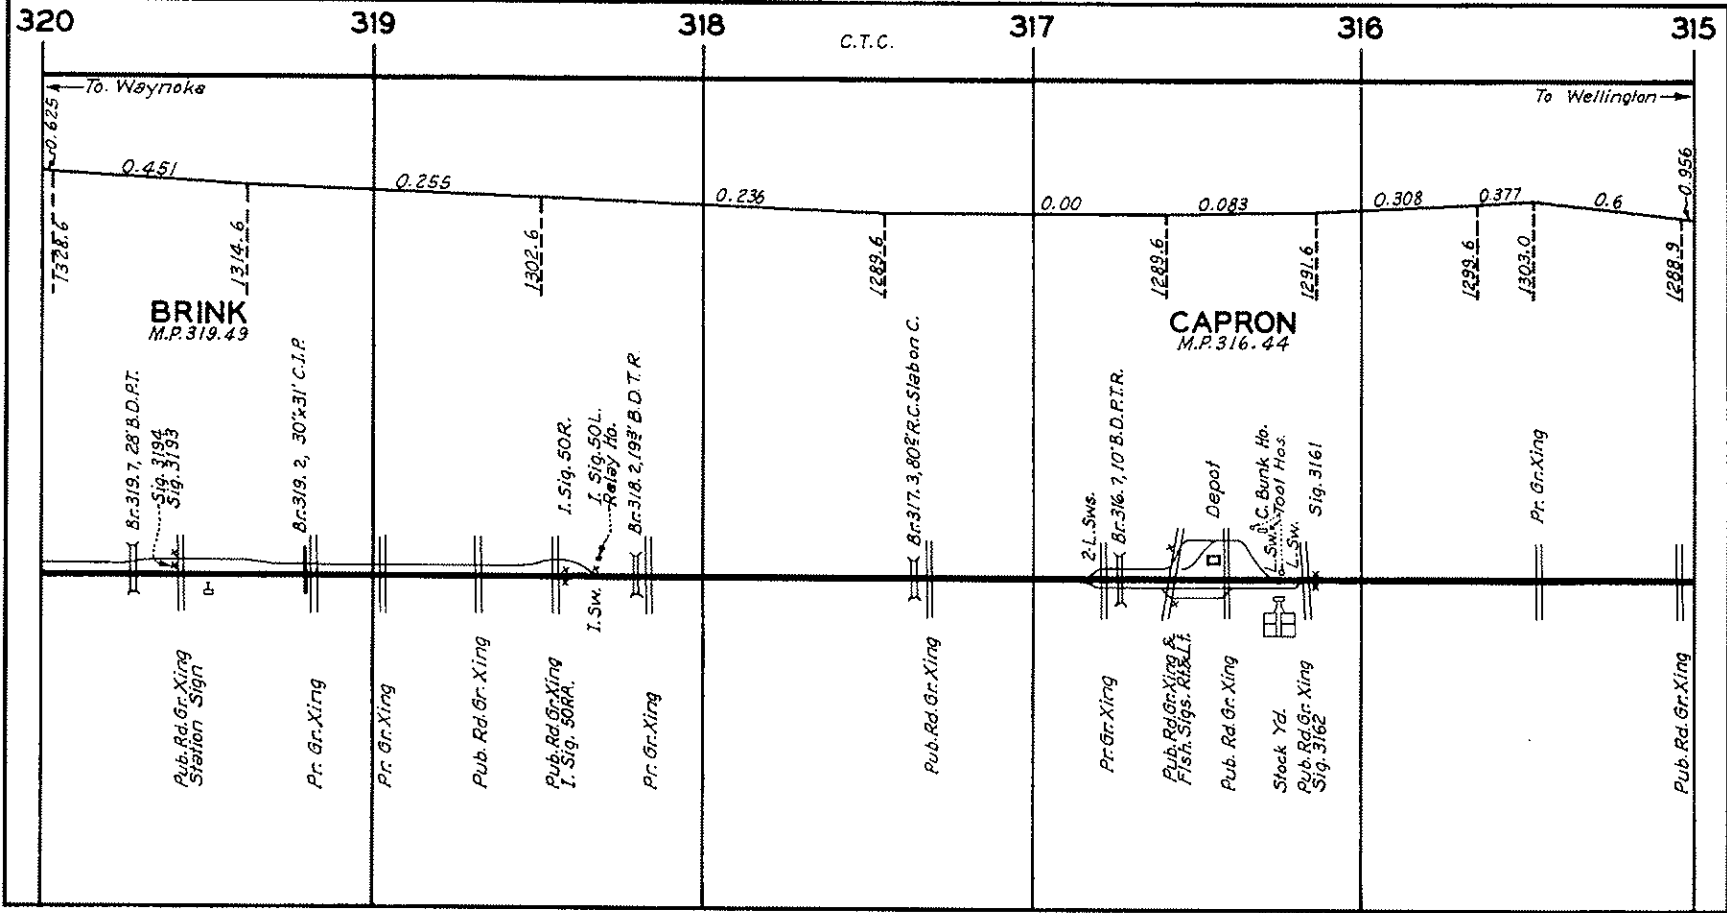 320 319 318 317 316 315
C.T.C.
To. Waynoka
To Wellington
0.625
0.451
0.255
0.236
0.00
0.083
0.308
0.377
0.6
0.956
1328.6
1314.6
1302.6
1289.6
1289.6
1291.6
1299.6
1303.0
1288.9
BRINK
M.P.319.49
CAPRON
M.P.316.44
Br.319.7, 28' B.D.P.T.
Sig. 3194
Sig. 3193
Br.319.2, 30"x31' C.I.P.
I. Sig. 50R.
I. Sig. 50L.
Relay Ho.
Br.318.2, B.D.T.R.
Br.317.3, R.C.Slab on C.
2-L.Sws.
Br.316.7, 10' B.D.P.T.R.
Depot
C. Bunk Ho.
Tool Hos.
L.Sw.
L.Sw.
Sig. 3161
Pr. Gr. Xing
I.Sw.
Pub. Rd. Gr. Xing
Station Sign
Pr. Gr. Xing
Pr. Gr. Xing
Pub. Rd. Gr. Xing
Pub. Rd. Gr. Xing
I. Sig. 50RA.
Pr. Gr. Xing
Pub. Rd. Gr. Xing
Pr. Gr. Xing
Pub. Rd. Gr. Xing &
Flsh. Sigs. Rt. & Lf.
Pub. Rd. Gr. Xing
Stock Yd.
Pub. Rd. Gr. Xing
Sig. 3162
Pub. Rd. Gr. Xing